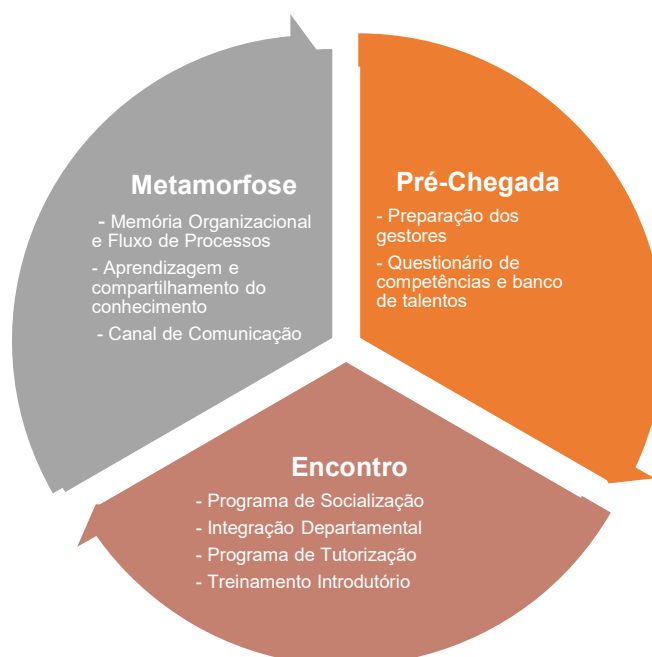 Metamorfose
- Memória Organizacional
e Fluxo de Processos
- Aprendizagem e
compartilhamento do
conhecimento
- Canal de Comunicação
Pré-Chegada
- Preparação dos
gestores
- Questionário de
competências e banco
de talentos
Encontro
- Programa de Socialização
- Integração Departamental
- Programa de Tutorização
- Treinamento Introdutório